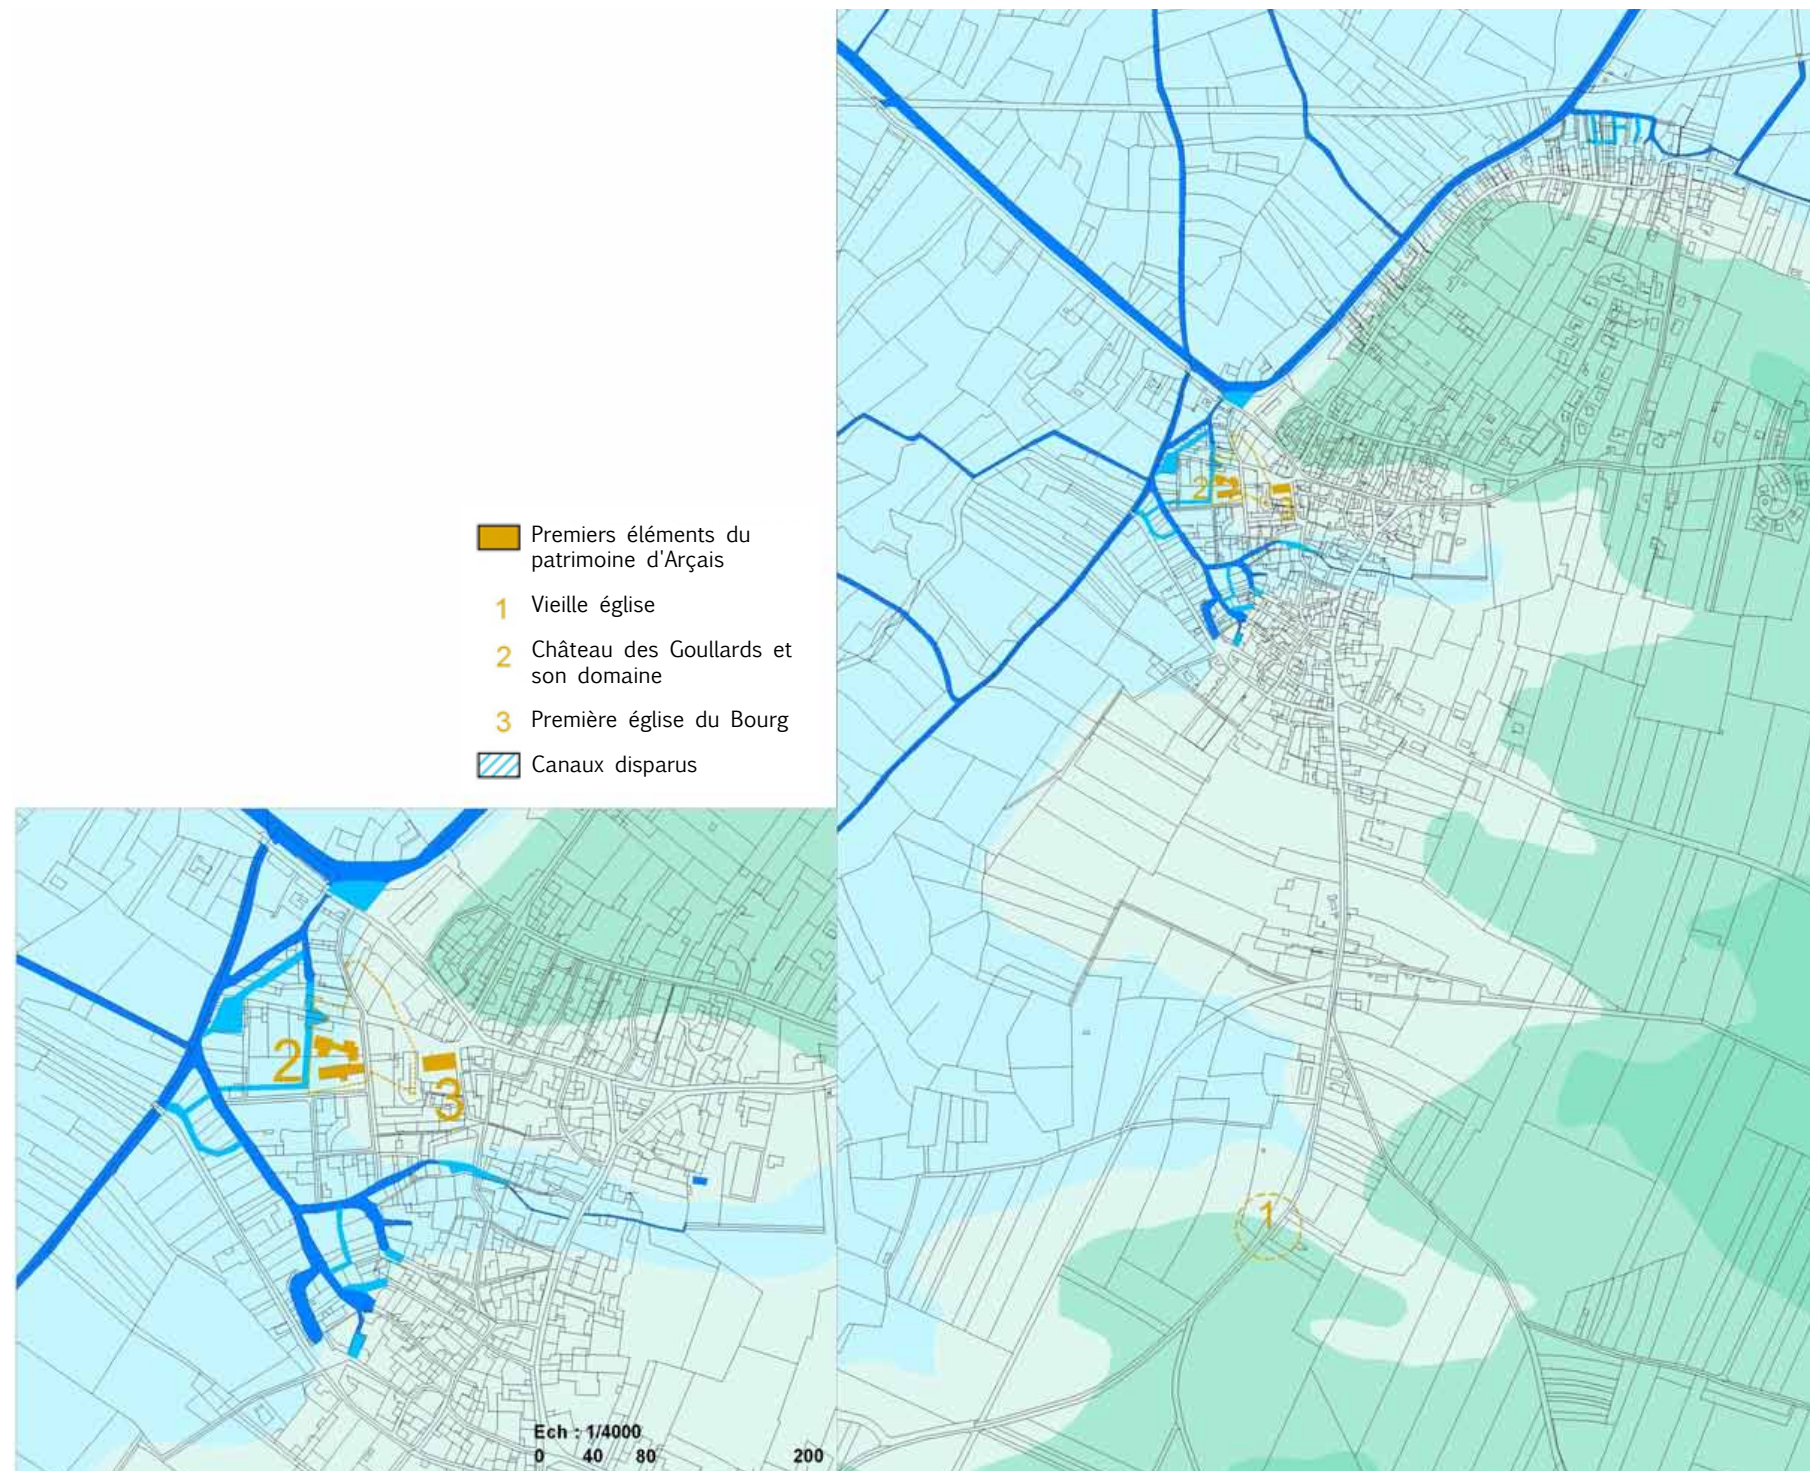 Premiers éléments du
patrimoine d'Arçais
1 Vieille église
2 Château des Goullards et
son domaine
3 Première église du Bourg
Canaux disparus
2
3
2
3
1
Ech : 1/4000
0 40 80 200